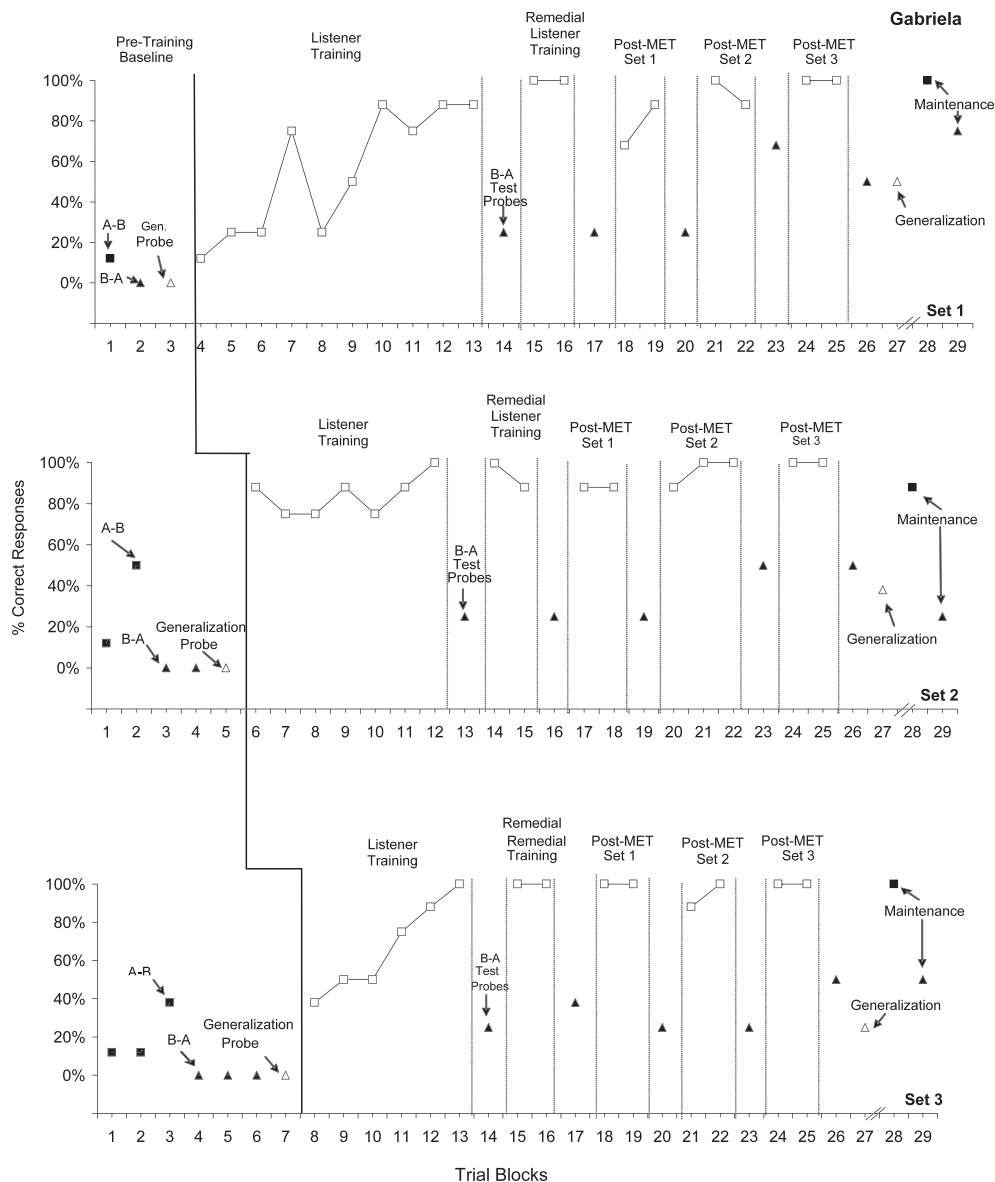 Gabriela
Pre-Training
Baseline
Listener
Training
Remedial
Listener
Training
Post-MET
Set 1
Post-MET
Set 2
Post-MET
Set 3
100%
80%
60%
40%
20%
0%
A-B
B-A
Gen.
Probe
B-A
Test
Probes
Maintenance
Generalization
Set 1
1 2 3 4 5 6 7 8 9 10 11 12 13 14 15 16 17 18 19 20 21 22 23 24 25 26 27 28 29
Listener
Training
Remedial
Listener
Training
Post-MET
Set 1
Post-MET
Set 2
Post-MET
Set 3
% Correct Responses
100%
80%
60%
40%
20%
0%
A-B
B-A
Generalization
Probe
B-A
Test
Probes
Maintenance
Generalization
Set 2
1 2 3 4 5 6 7 8 9 10 11 12 13 14 15 16 17 18 19 20 21 22 23 24 25 26 27 28 29
Listener
Training
Remedial
Remedial
Training
Post-MET
Set 1
Post-MET
Set 2
Post-MET
Set 3
100%
80%
60%
40%
20%
0%
A-B
B-A
Generalization
Probe
B-A
Test
Probes
Maintenance
Generalization
Set 3
1 2 3 4 5 6 7 8 9 10 11 12 13 14 15 16 17 18 19 20 21 22 23 24 25 26 27 28 29
Trial Blocks